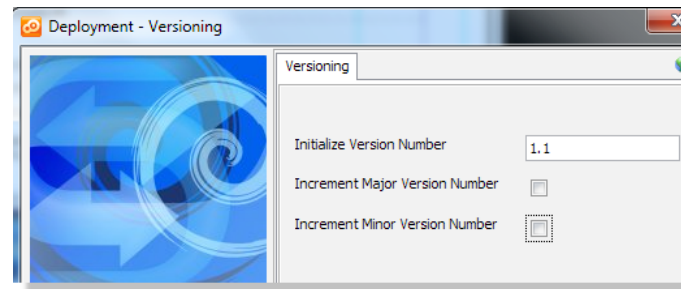 Deployment - Versioning
Versioning
Initialize Version Number 1.1
Increment Major Version Number
Increment Minor Version Number